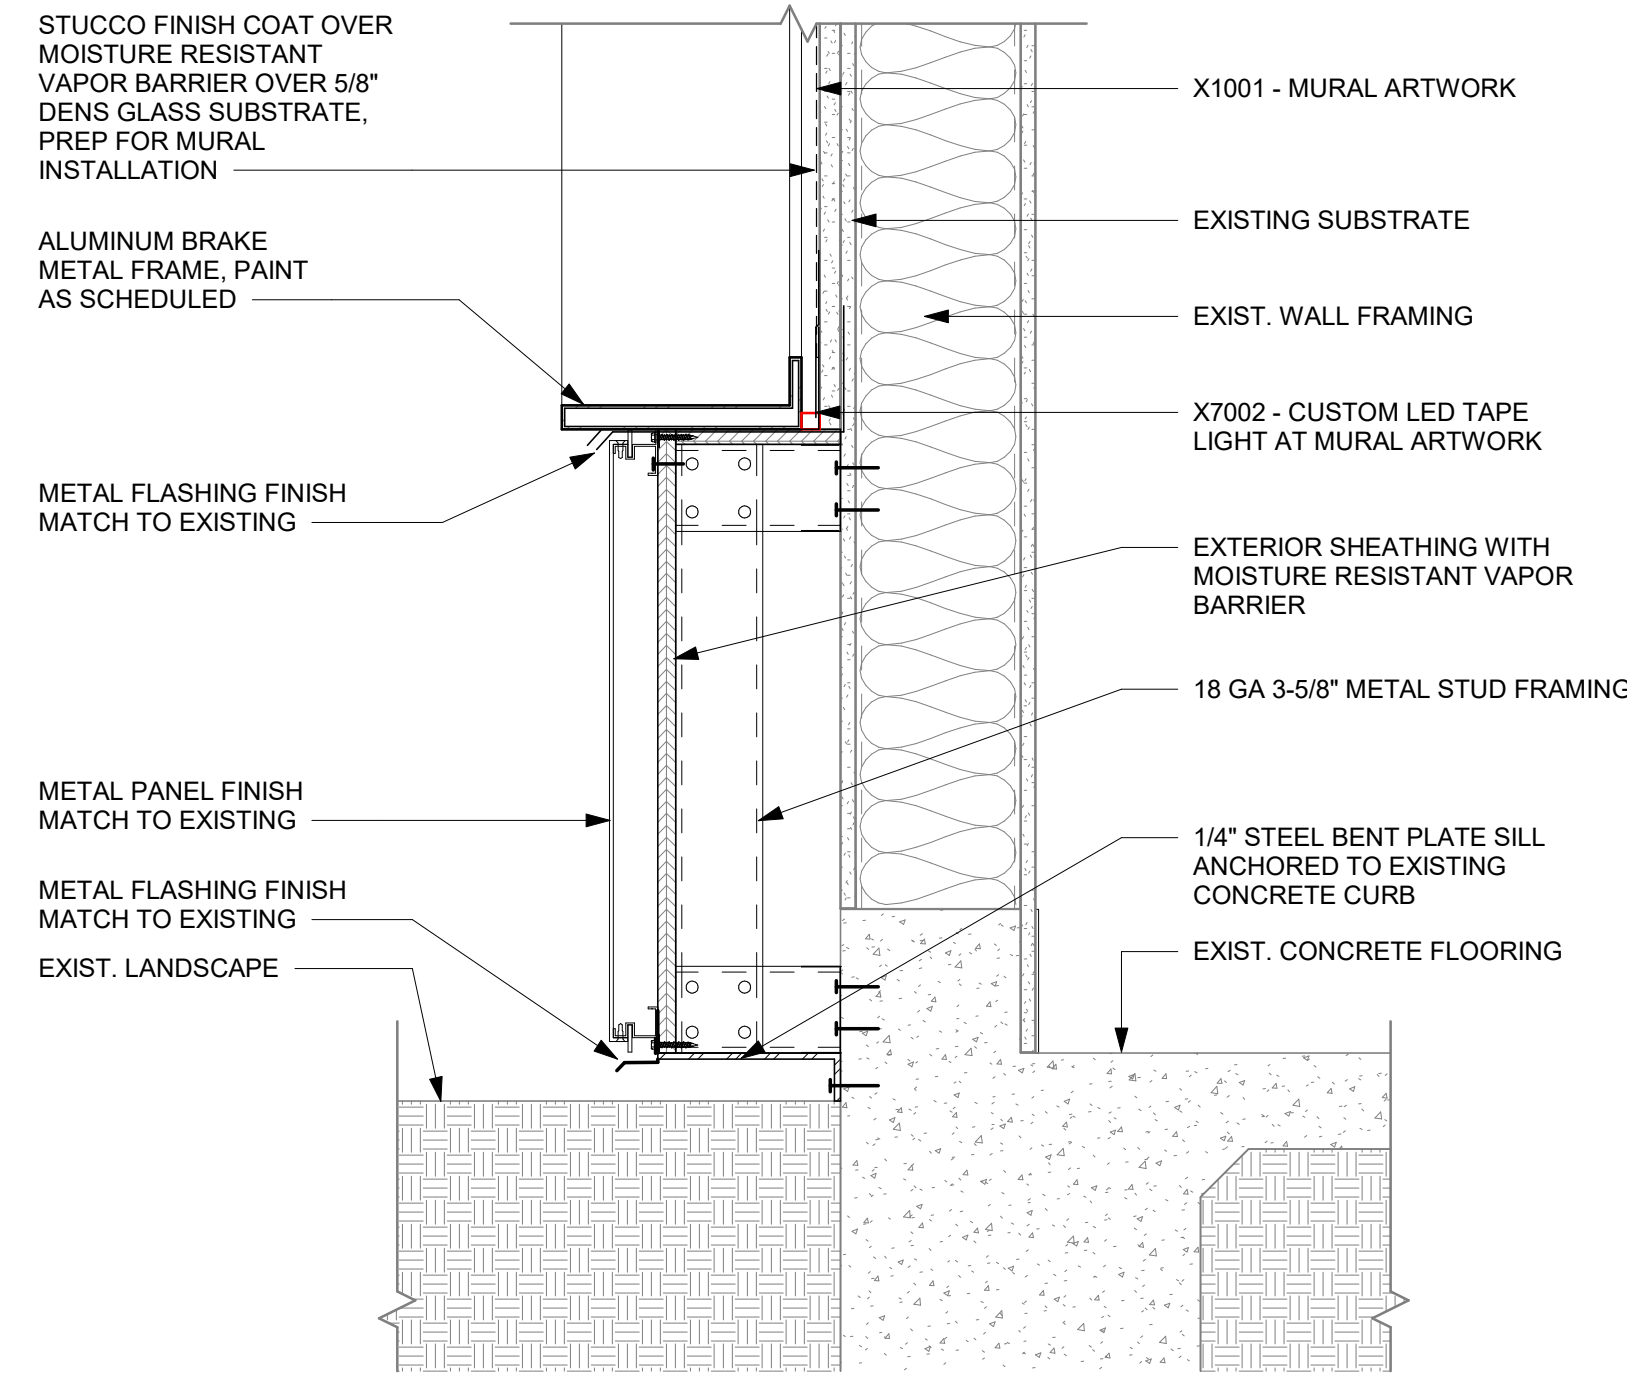 STUCCO FINISH COAT OVER
MOISTURE RESISTANT
VAPOR BARRIER OVER 5/8"
DENS GLASS SUBSTRATE,
PREP FOR MURAL
INSTALLATION
ALUMINUM BRAKE
METAL FRAME, PAINT
AS SCHEDULED
METAL FLASHING FINISH
MATCH TO EXISTING
METAL PANEL FINISH
MATCH TO EXISTING
METAL FLASHING FINISH
MATCH TO EXISTING
EXIST. LANDSCAPE
X1001 - MURAL ARTWORK
EXISTING SUBSTRATE
EXIST. WALL FRAMING
X7002 - CUSTOM LED TAPE
LIGHT AT MURAL ARTWORK
EXTERIOR SHEATHING WITH
MOISTURE RESISTANT VAPOR
BARRIER
18 GA 3-5/8" METAL STUD FRAMING
1/4" STEEL BENT PLATE SILL
ANCHORED TO EXISTING
CONCRETE CURB
EXIST. CONCRETE FLOORING